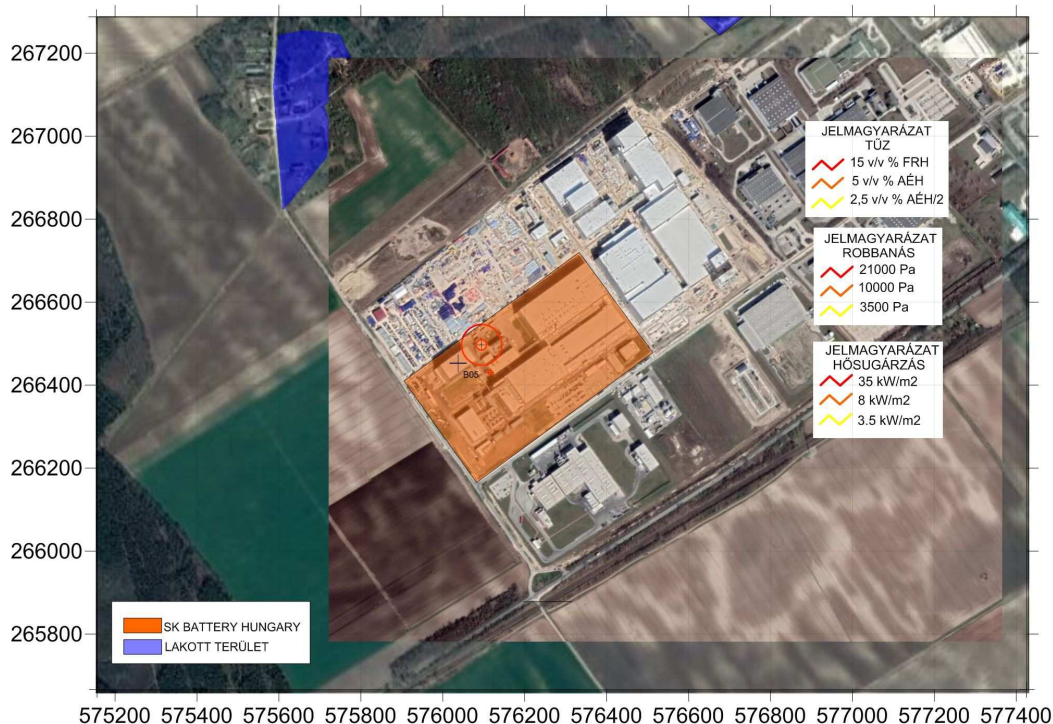 267200
267000
266800
266600
266400
266200
266000
265800
JELMAGYARÁZAT
TŰZ
15 v/v % FRH
5 v/v % AÉH
2,5 v/v % AÉH/2
JELMAGYARÁZAT
ROBBANÁS
21000 Pa
10000 Pa
3500 Pa
JELMAGYARÁZAT
HŐSUGÁRZÁS
35 kW/m2
8 kW/m2
3.5 kW/m2
B05
SK BATTERY HUNGARY
LAKOTT TERÜLET
575200 575400 575600 575800 576000 576200 576400 576600 576800 577000 577200 577400